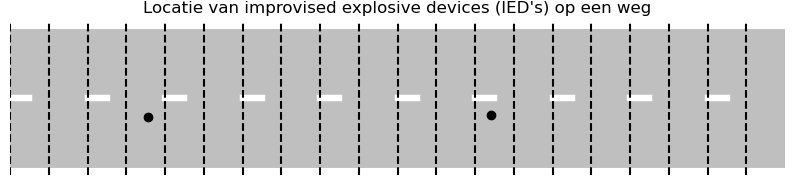 Locatie van improvised explosive devices (IED's) op een weg